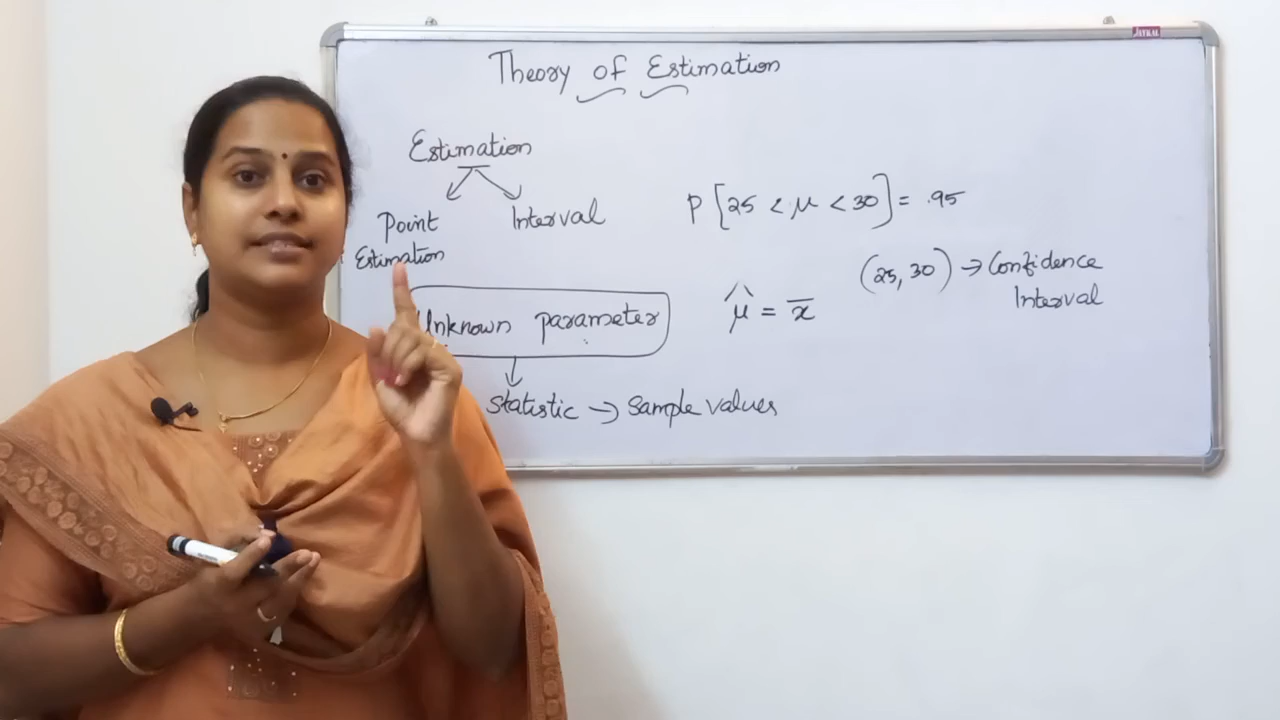 Theory of Estimation
Estimation
Point
Estimation
Interval
Unknown parameter
Statistic → Sample values
P[25 < μ < 30] = .95
(25, 30) → Confidence
Interval
μ̂ = x̅